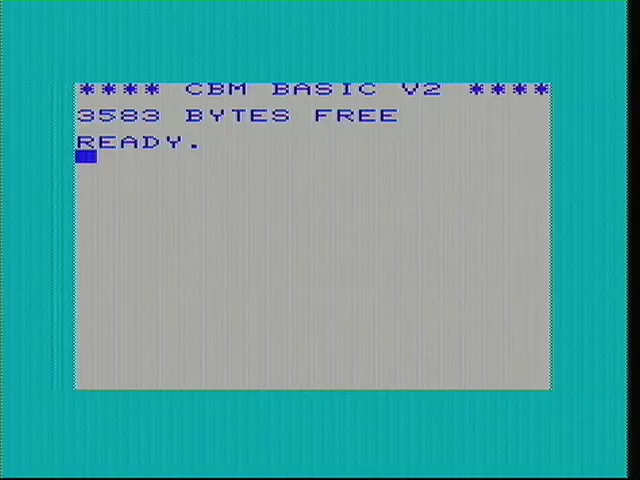 **** CBM BASIC V2 ****
3583 BYTES FREE
READY.